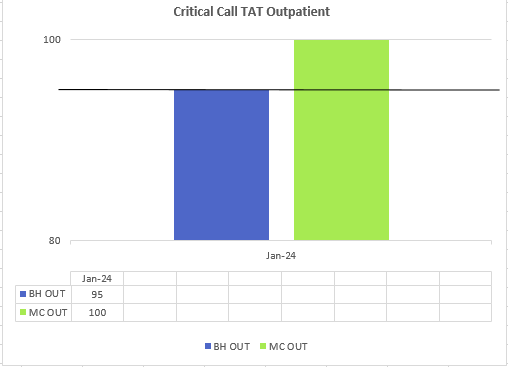 Critical Call TAT Outpatient
100
80
Jan-24
Jan-24
BH OUT 95
MC OUT 100
BH OUT MC OUT